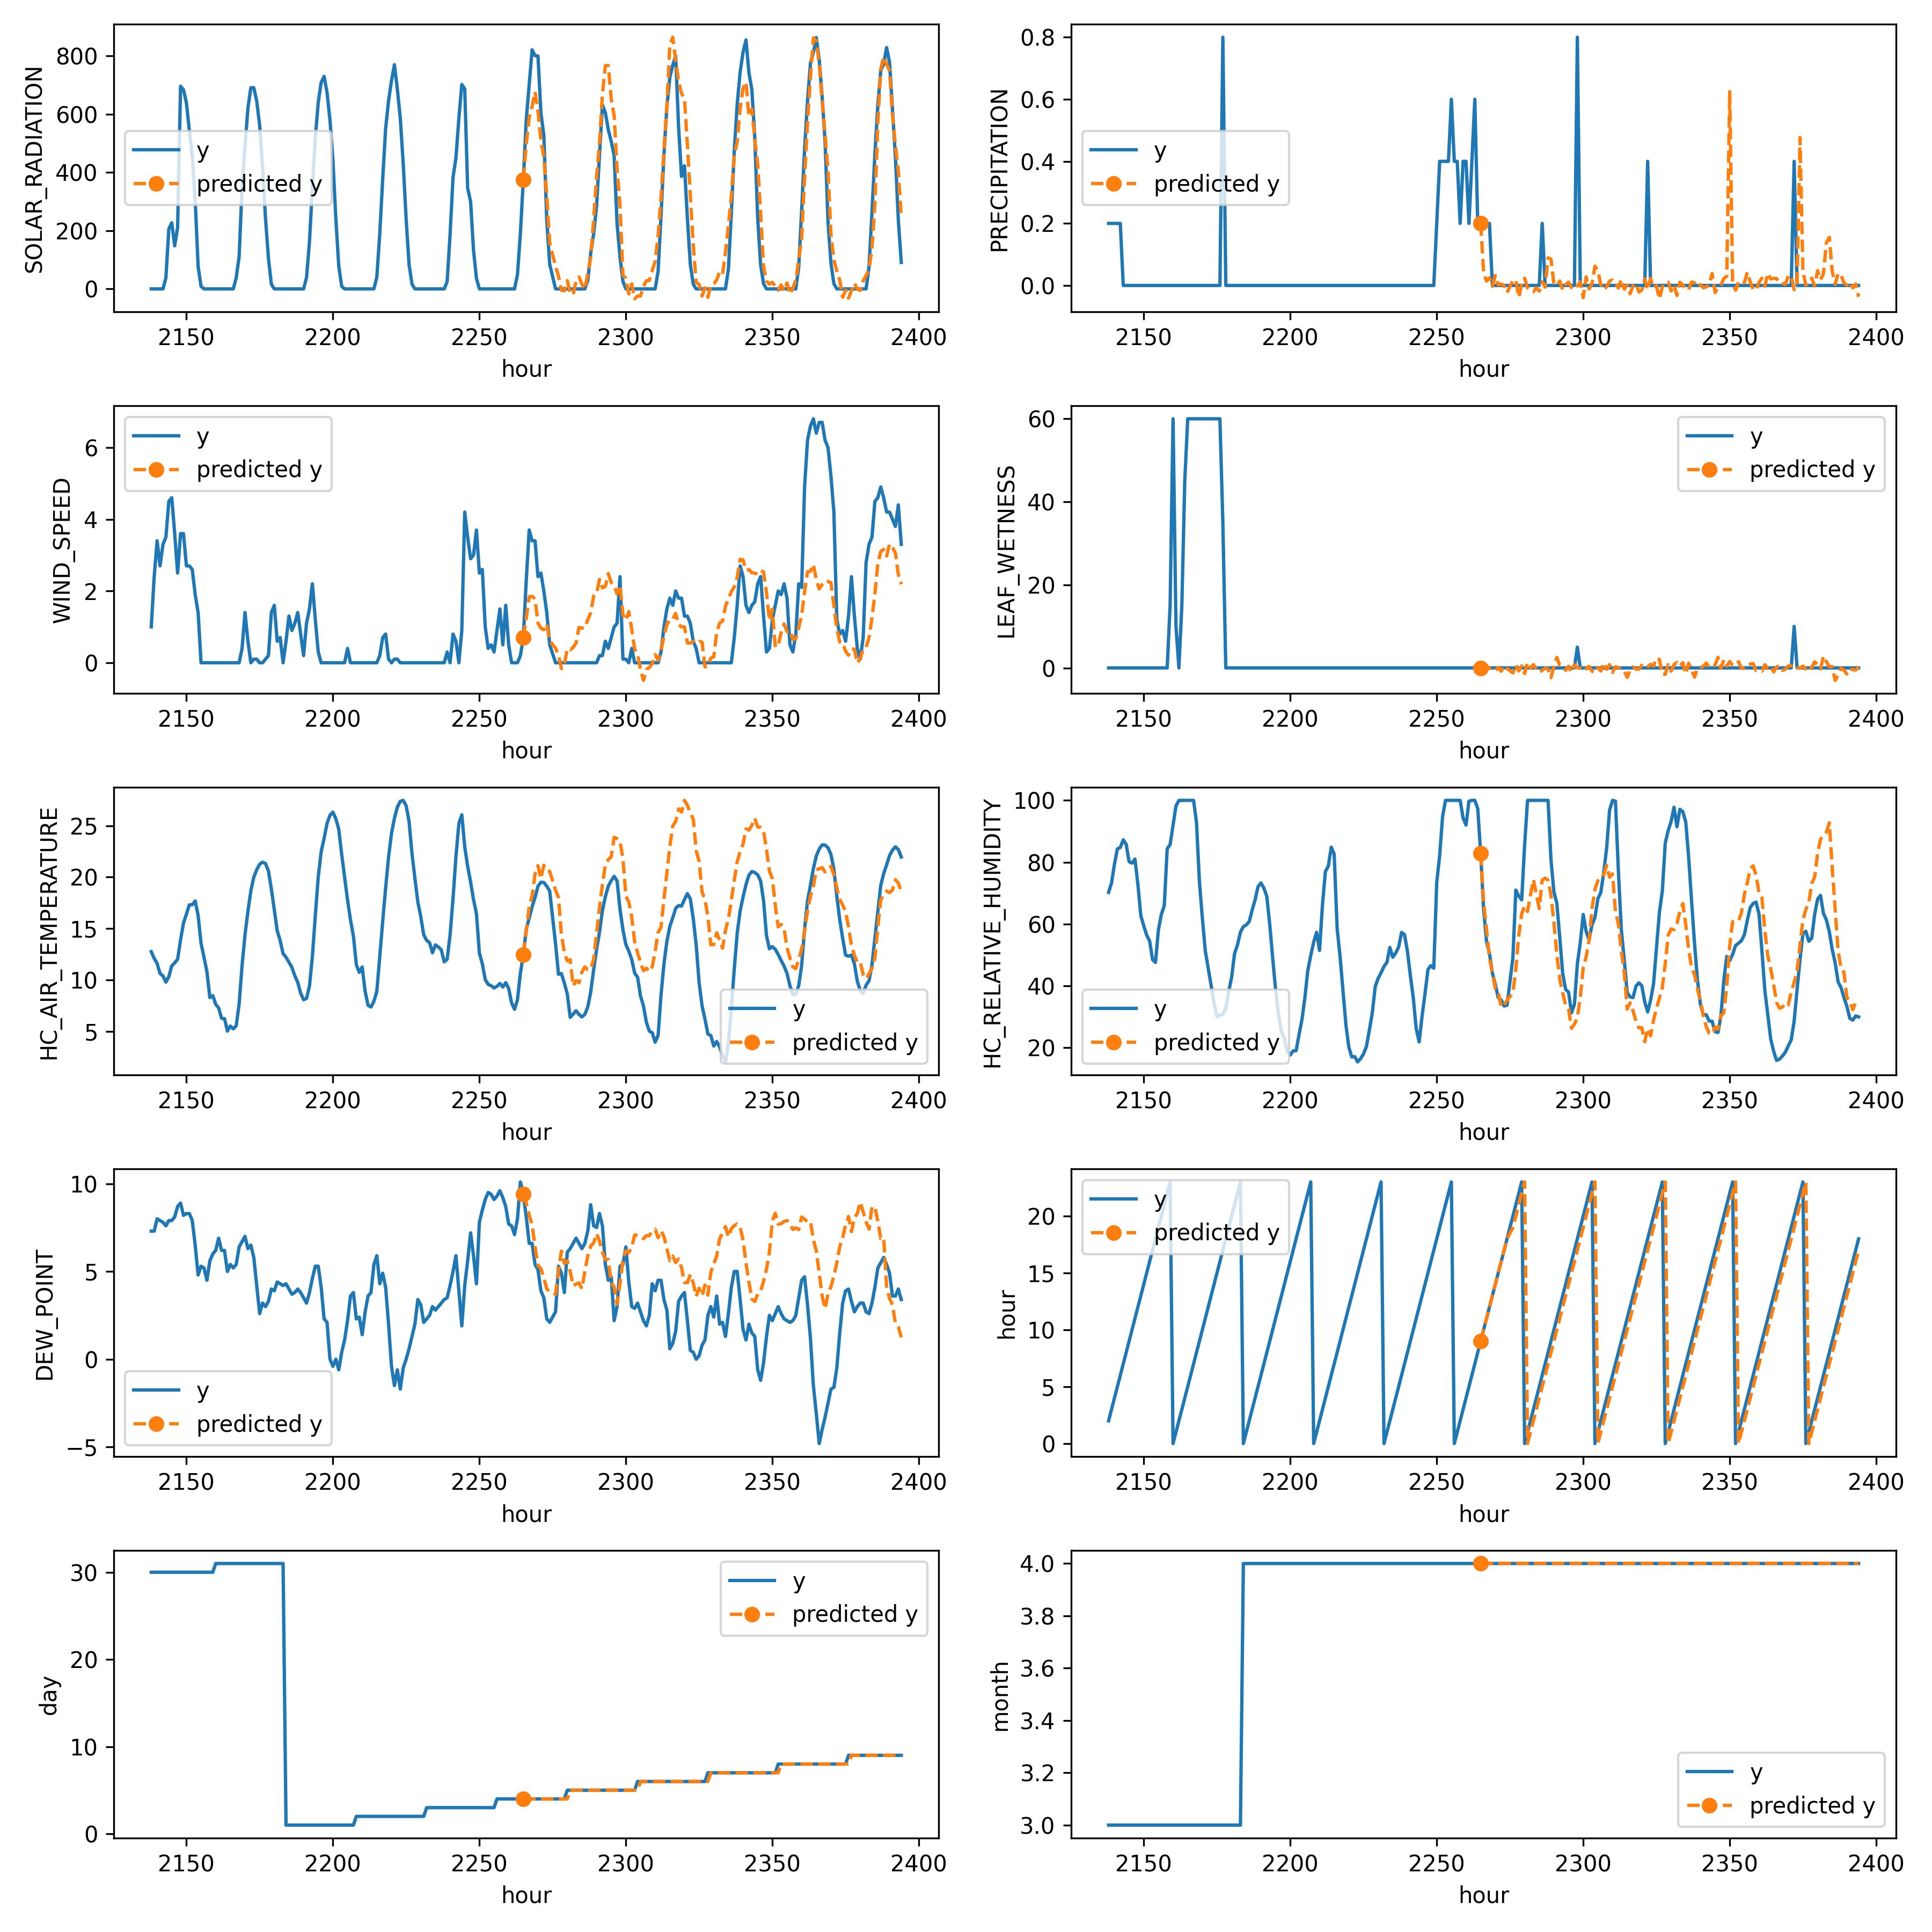 SOLAR_RADIATION
800
600
400
200
0
y
predicted y
2150 2200 2250 2300 2350 2400
hour
PRECIPITATION
0.8
0.6
0.4
0.2
0.0
y
predicted y
2150 2200 2250 2300 2350 2400
hour
WIND_SPEED
6
4
2
0
y
predicted y
2150 2200 2250 2300 2350 2400
hour
LEAF_WETNESS
60
40
20
0
y
predicted y
2150 2200 2250 2300 2350 2400
hour
HC_AIR_TEMPERATURE
25
20
15
10
5
y
predicted y
2150 2200 2250 2300 2350 2400
hour
HC_RELATIVE_HUMIDITY
100
80
60
40
20
y
predicted y
2150 2200 2250 2300 2350 2400
hour
DEW_POINT
10
5
0
−5
y
predicted y
2150 2200 2250 2300 2350 2400
hour
hour
20
15
10
5
0
y
predicted y
2150 2200 2250 2300 2350 2400
hour
day
30
20
10
0
y
predicted y
2150 2200 2250 2300 2350 2400
hour
month
4.0
3.8
3.6
3.4
3.2
3.0
y
predicted y
2150 2200 2250 2300 2350 2400
hour